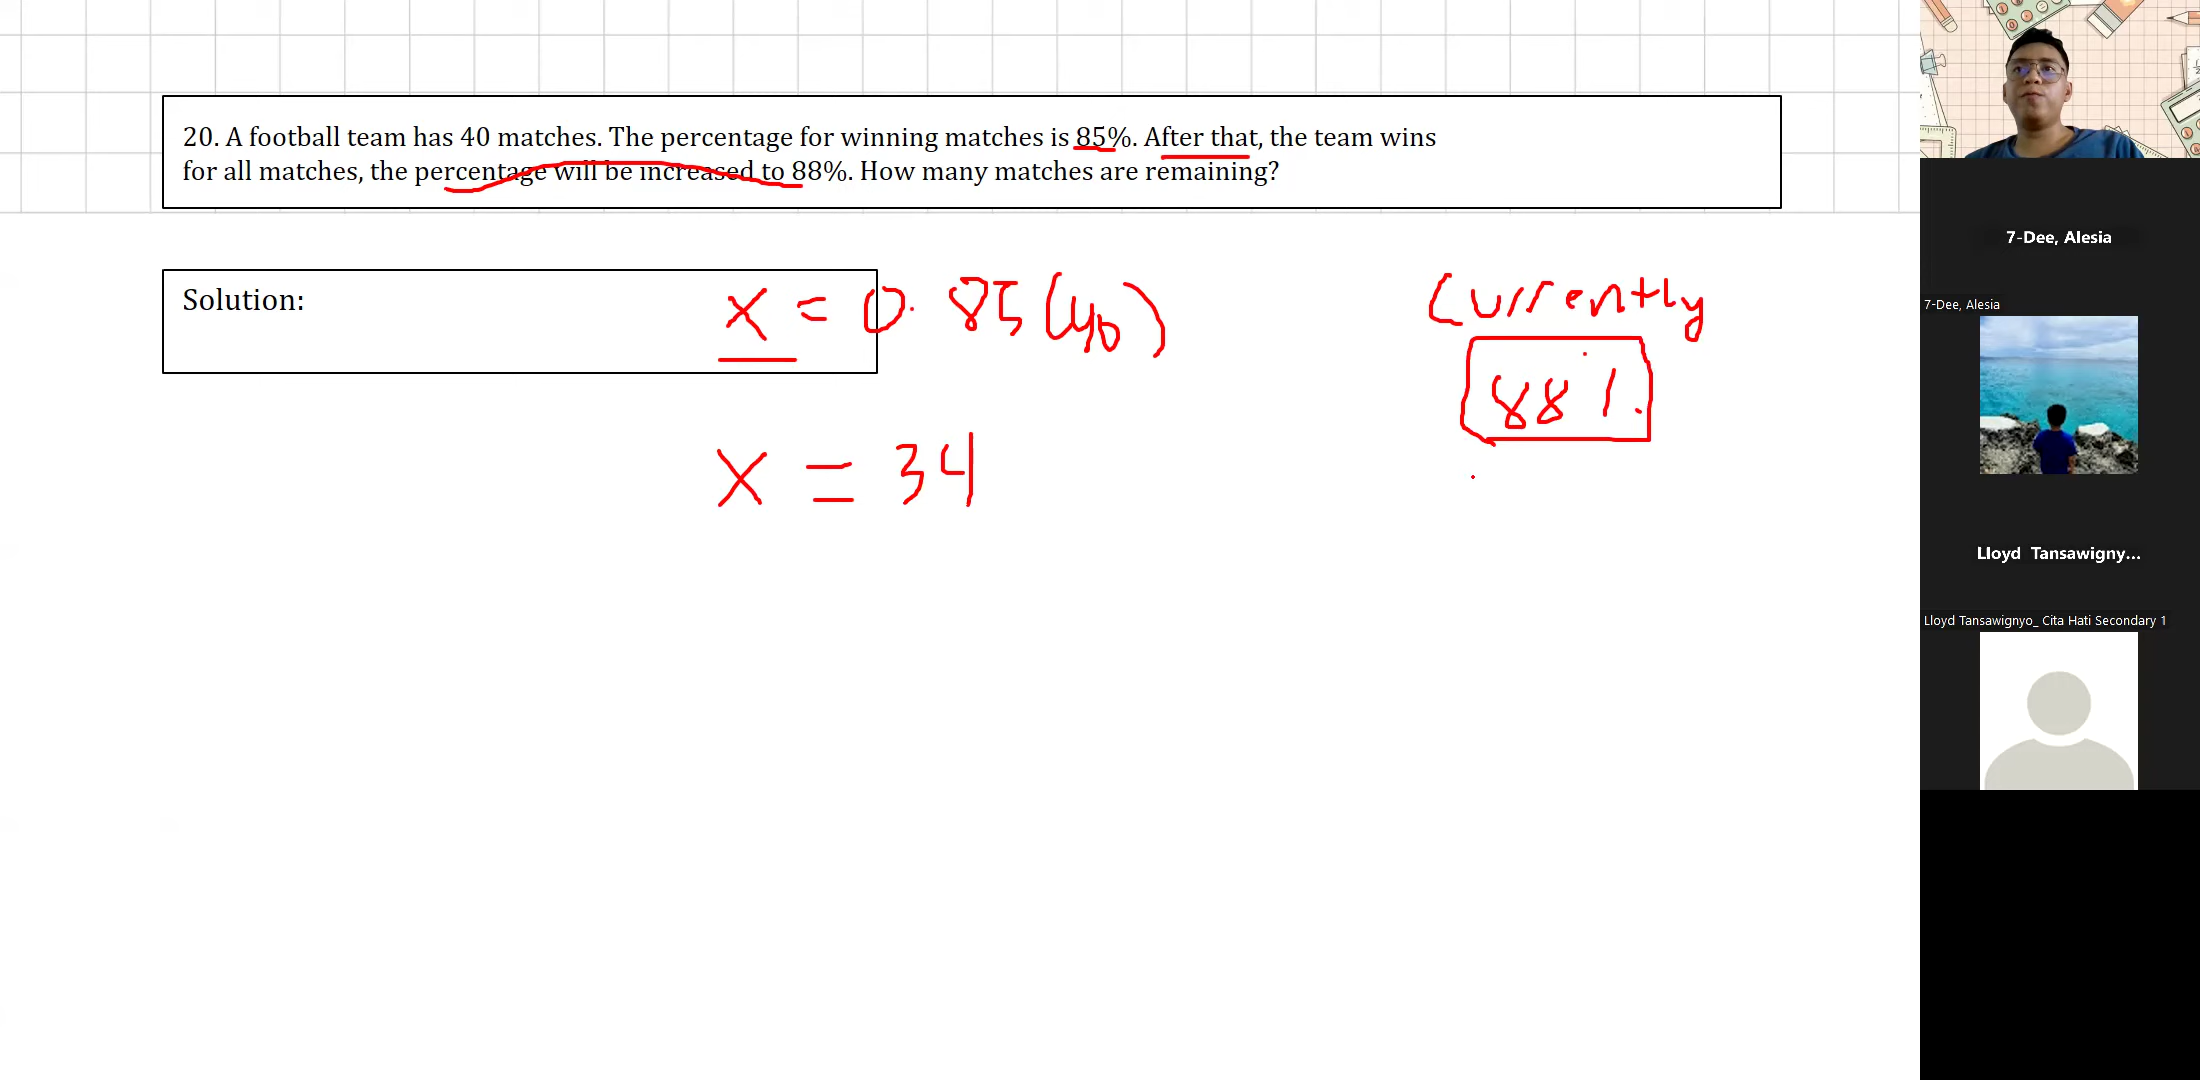 20. A football team has 40 matches. The percentage for winning matches is 85%. After that, the team wins
for all matches, the percentage will be increased to 88%. How many matches are remaining?
Solution:
x = 0.85(40)
x = 34
Currently
88%
7-Dee, Alesia
7-Dee, Alesia
Lloyd Tansawigny...
Lloyd Tansawignyo_ Cita Hati Secondary 1